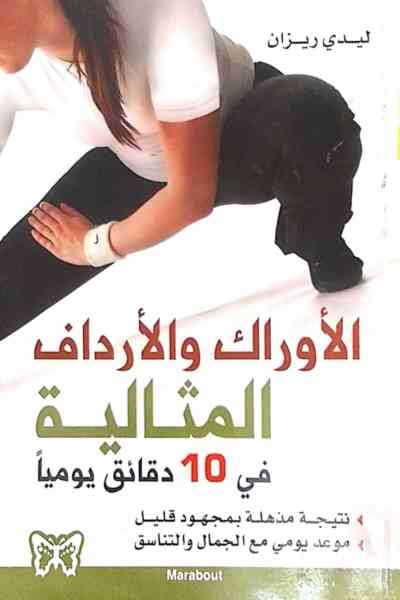 ليدي ريزان
الأوراك والأرداف
المثالية
في 10 دقائق يومياً
نتيجة مذهلة بمجهود قليل
موعد يومي مع الجمال والتناسق
Marabout